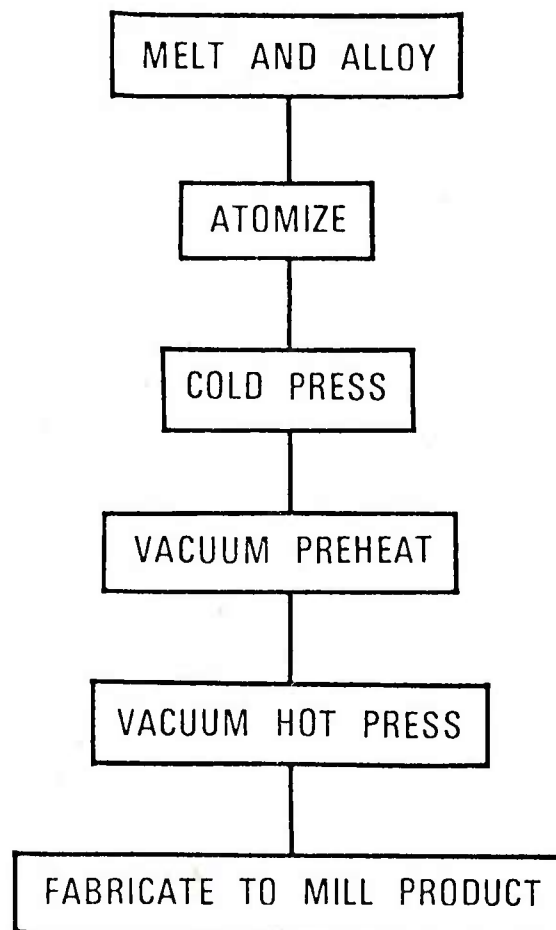 MELT AND ALLOY
ATOMIZE
COLD PRESS
VACUUM PREHEAT
VACUUM HOT PRESS
FABRICATE TO MILL PRODUCT